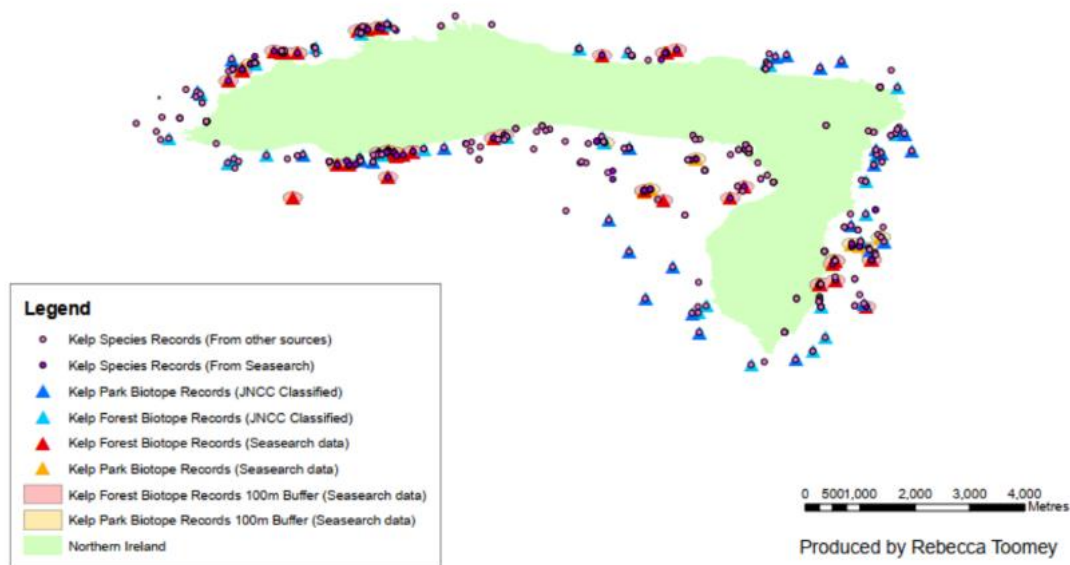 Legend
Kelp Species Records (From other sources)
Kelp Species Records (From Seasearch)
Kelp Park Biotope Records (JNCC Classified)
Kelp Forest Biotope Records (JNCC Classified)
Kelp Forest Biotope Records (Seasearch data)
Kelp Park Biotope Records (Seasearch data)
Kelp Forest Biotope Records 100m Buffer (Seasearch data)
Kelp Park Biotope Records 100m Buffer (Seasearch data)
Northern Ireland
0 5001,000 2,000 3,000 4,000
Metres
Produced by Rebecca Toomey